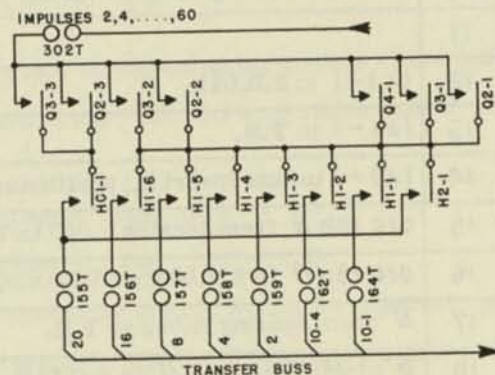 IMPULSES 2,4,....,60
302T
Q3-3
Q2-3
Q3-2
Q2-2
Q4-1
Q3-1
Q2-1
HC1-1
H1-6
H1-5
H1-4
H1-3
H1-2
H1-1
H2-1
155T
156T
157T
158T
159T
162T
164T
20
16
8
4
2
10-4
10-1
TRANSFER BUSS